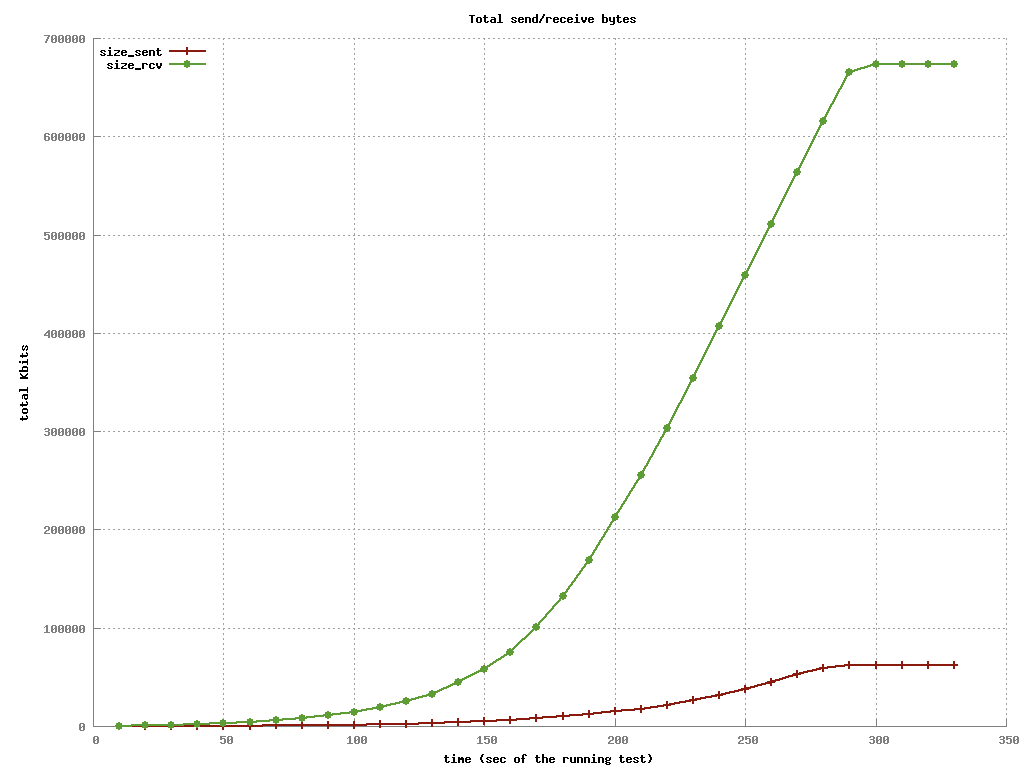 Total send/receive bytes
size_sent
size_rcv
700000
600000
500000
400000
300000
200000
100000
0
total Kbits
0 50 100 150 200 250 300 350
time (sec of the running test)